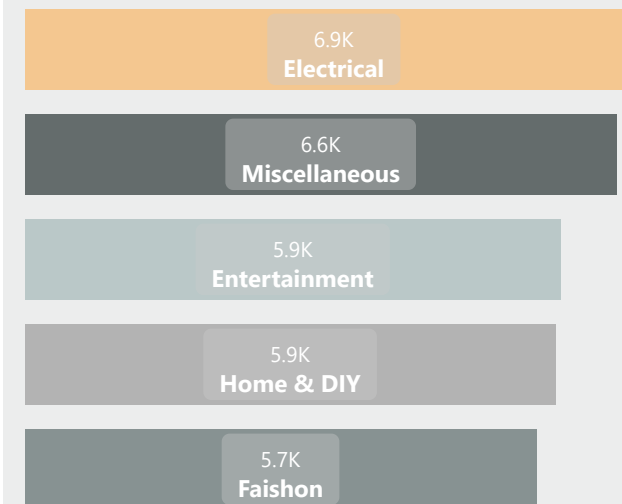 6.9K
Electrical
6.6K
Miscellaneous
5.9K
Entertainment
5.9K
Home & DIY
5.7K
Faishon